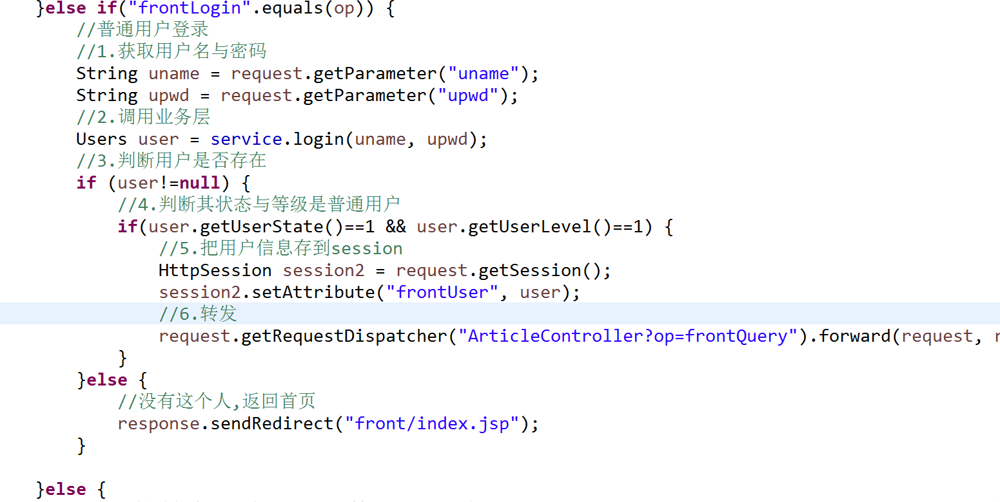 }else if("frontLogin".equals(op)) {
//普通用户登录
//1.获取用户名与密码
String uname = request.getParameter("uname");
String upwd = request.getParameter("upwd");
//2.调用业务层
Users user = service.login(uname, upwd);
//3.判断用户是否存在
if (user!=null) {
//4.判断其状态与等级是普通用户
if(user.getUserState()==1 && user.getUserLevel()==1) {
//5.把用户信息存到session
HttpSession session2 = request.getSession();
session2.setAttribute("frontUser", user);
//6.转发
request.getRequestDispatcher("ArticleController?op=frontQuery").forward(request,
}
}else {
//没有这个人,返回首页
response.sendRedirect("front/index.jsp");
}
}else {